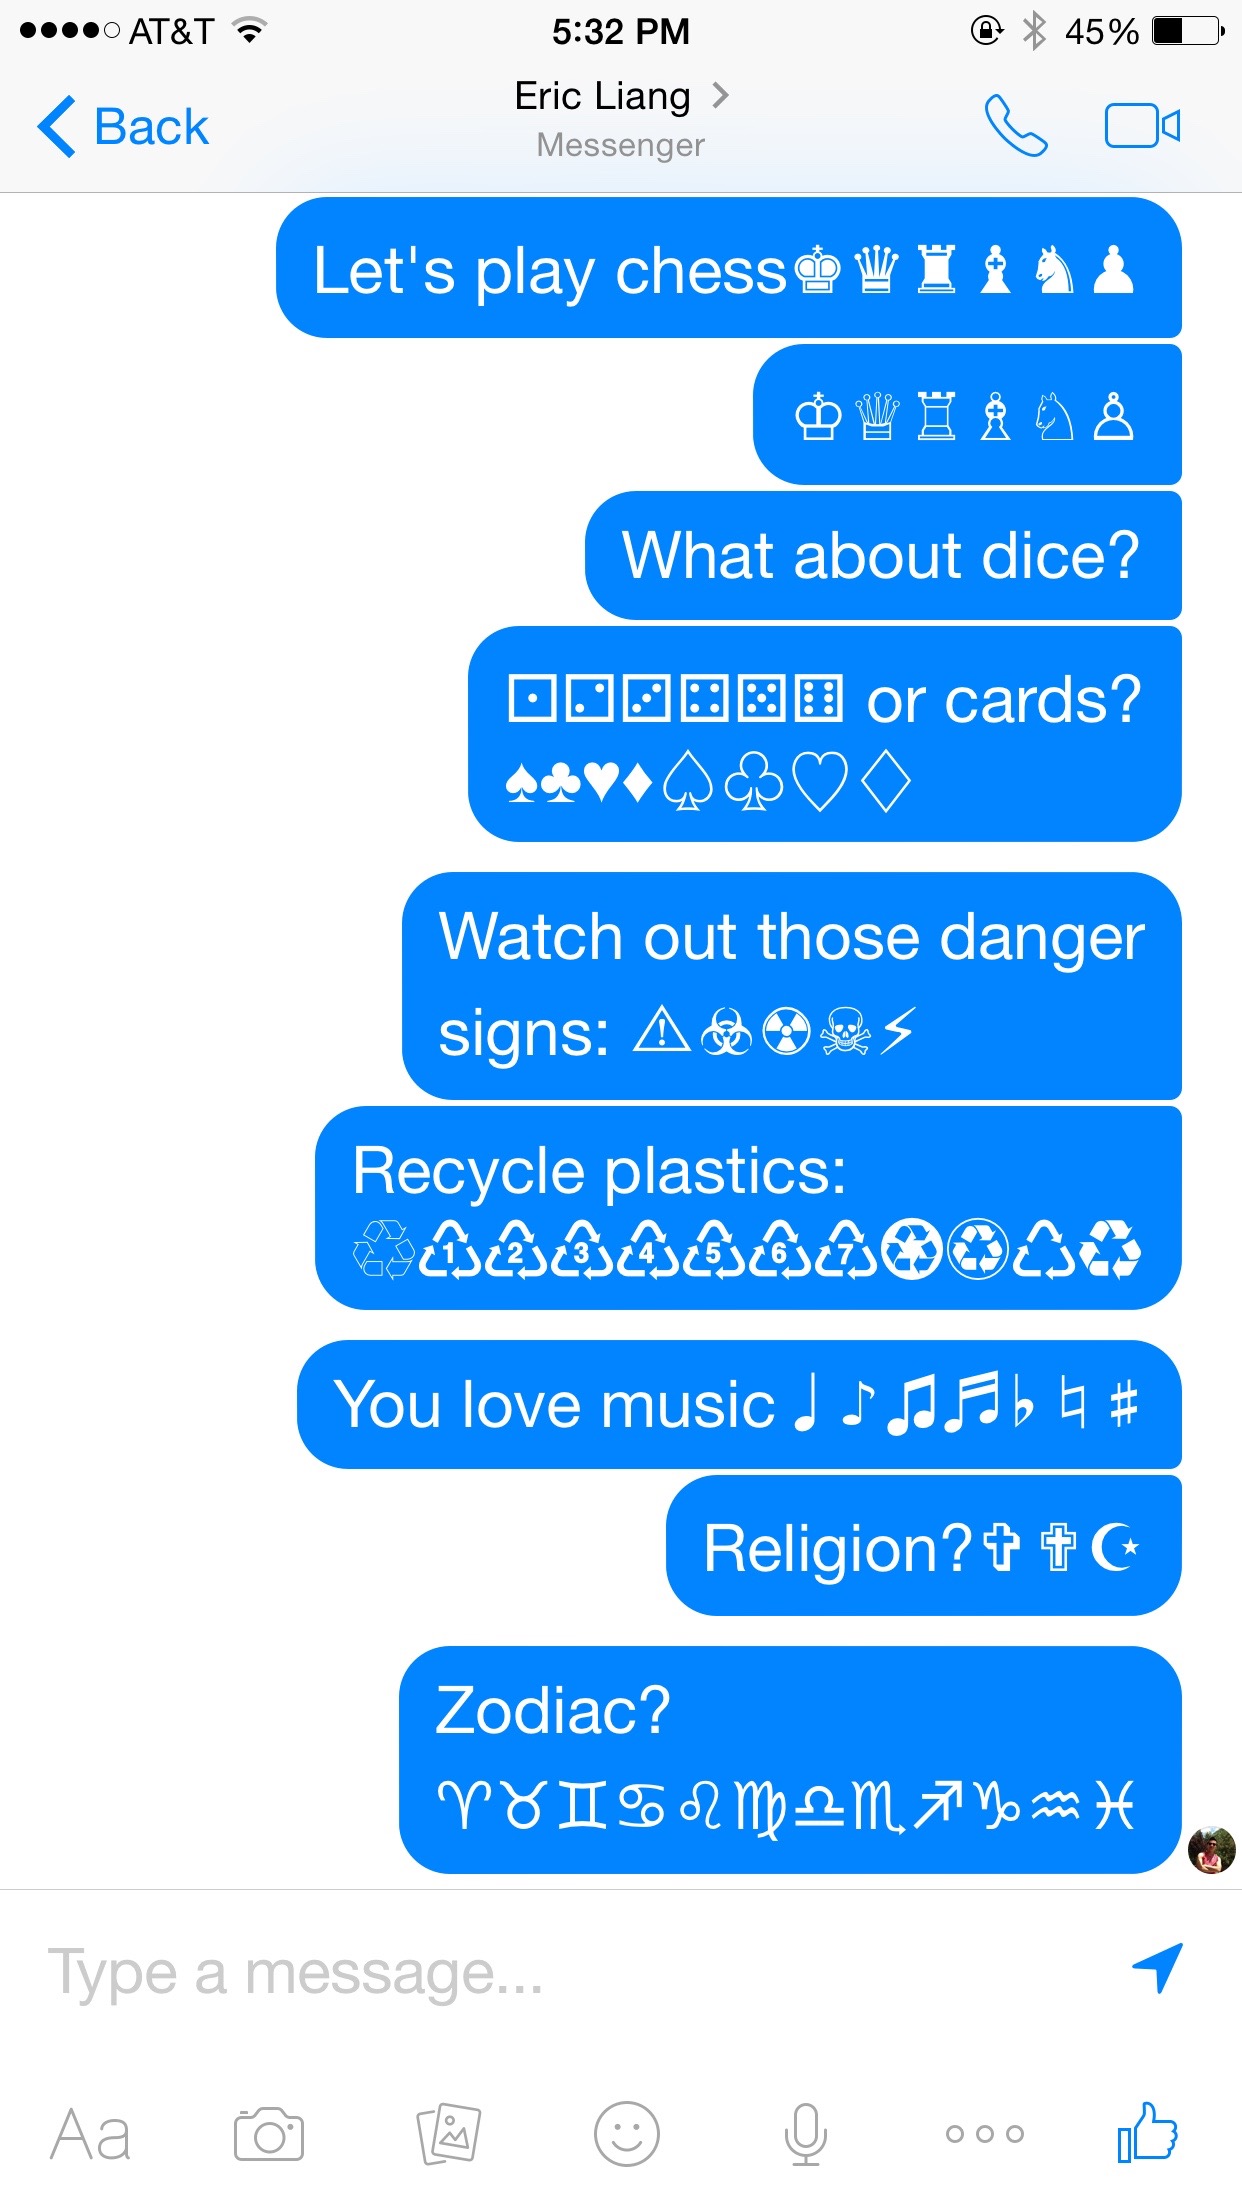 AT&T 5:32 PM 45%
Back Eric Liang
Messenger
Let's play chess♚♛♜♝♞♟
♔♕♖♗♘♙
What about dice?
⚀⚁⚂⚃⚄⚅ or cards?
♠♣♥♦♤♧♡♢
Watch out those danger
signs: ⚠☣☢☠⚡
Recycle plastics:
♲♳♴♵♶♷♸♹♼♽♺♻
You love music♩♪♫♬♭♮♯
Religion?✞✟☪
Zodiac?
♈♉♊♋♌♍♎♏♐♑♒♓
Type a message...
Aa